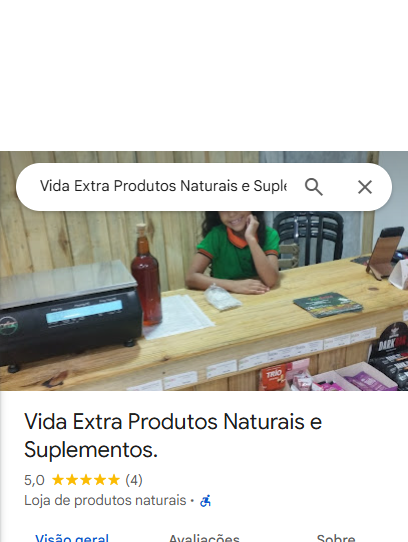 Vida Extra Produtos Naturais e Suple
TRIO
DARK
Vida Extra Produtos Naturais e
Suplementos.
5,0 ★★★★★ (4)
Loja de produtos naturais ·
Visão geral Avaliações Sobre